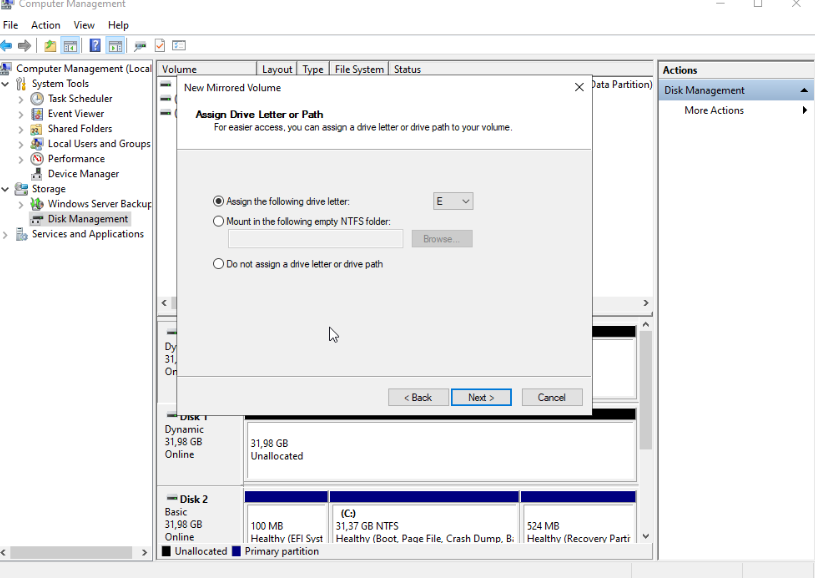 Computer Management
File Action View Help
Computer Management (Local
System Tools
Task Scheduler
Event Viewer
Shared Folders
Local Users and Groups
Performance
Device Manager
Storage
Windows Server Backup
Disk Management
Services and Applications
Volume Layout Type File System Status
Data Partition)
New Mirrored Volume
Assign Drive Letter or Path
For easier access, you can assign a drive letter or drive path to your volume.
Assign the following drive letter: E
Mount in the following empty NTFS folder:
Browse...
Do not assign a drive letter or drive path
< Back Next > Cancel
Dy
31,
On
Disk 1
Dynamic
31,98 GB
Online
31,98 GB
Unallocated
Disk 2
Basic
31,98 GB
Online
100 MB
Healthy (EFI Syst
(C:)
31,37 GB NTFS
Healthy (Boot, Page File, Crash Dump, Ba
524 MB
Healthy (Recovery Parti
Unallocated Primary partition
Actions
Disk Management
More Actions